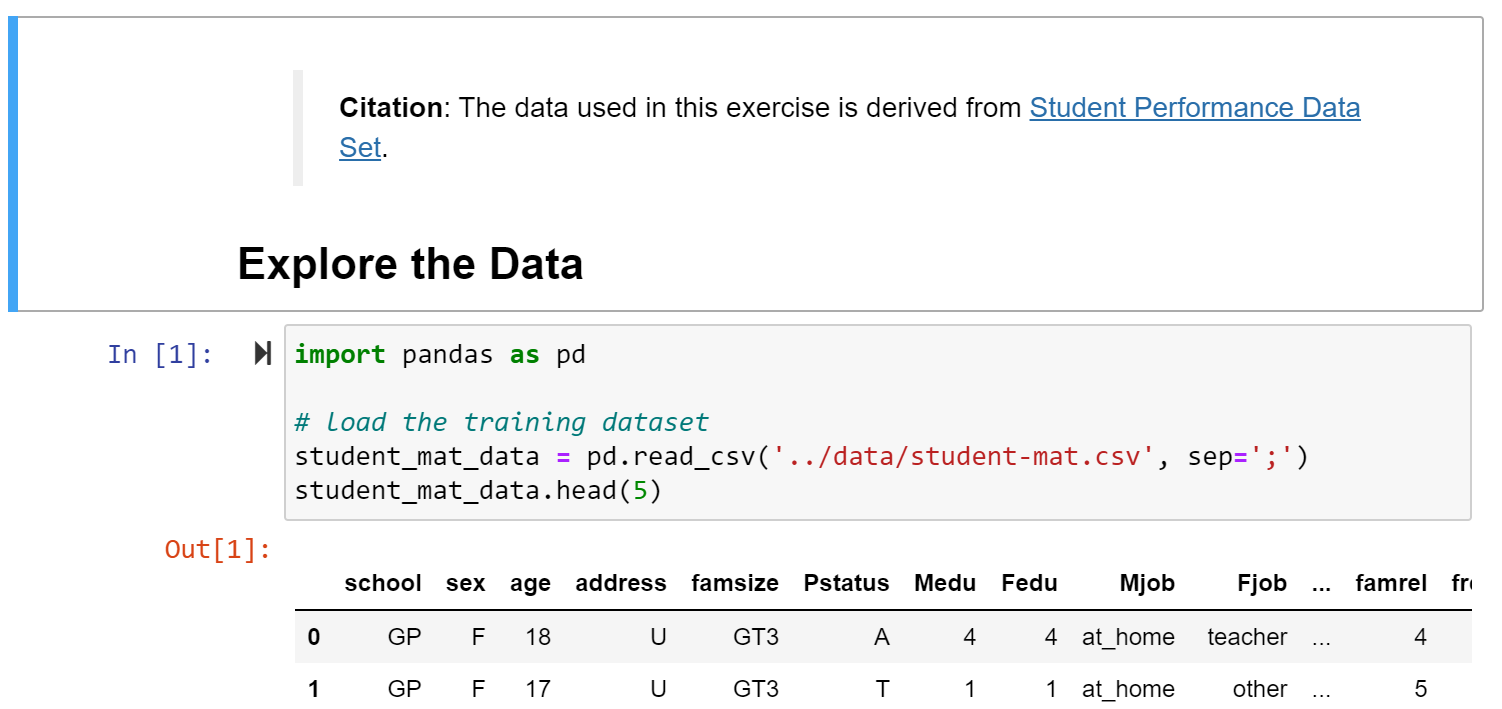 Citation: The data used in this exercise is derived from Student Performance Data
Set.
Explore the Data
In [1]:
import pandas as pd
# load the training dataset
student_mat_data = pd.read_csv('../data/student-mat.csv', sep=';')
student_mat_data.head(5)
Out[1]:
school sex age address famsize Pstatus Medu Fedu Mjob Fjob ... famrel
0 GP F 18 U GT3 A 4 4 at_home teacher ... 4
1 GP F 17 U GT3 T 1 1 at_home other ... 5